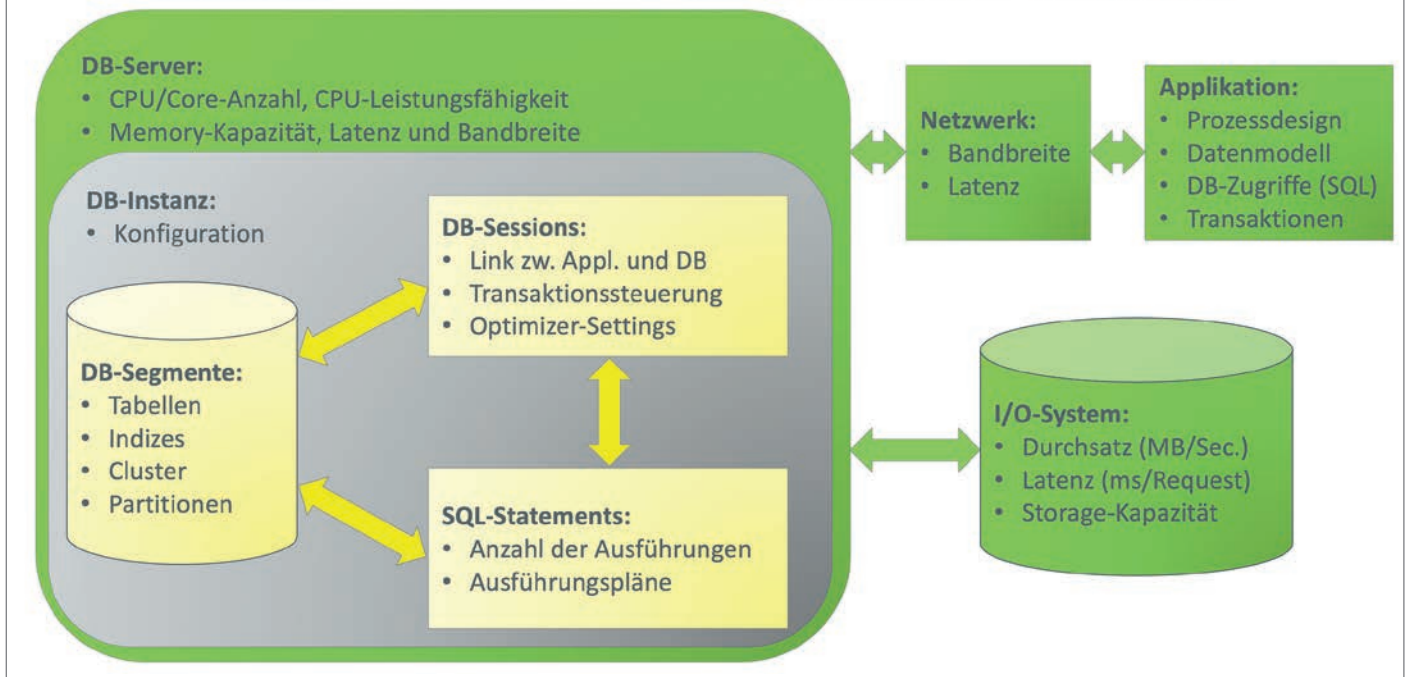 DB-Server:
• CPU/Core-Anzahl, CPU-Leistungsfähigkeit
• Memory-Kapazität, Latenz und Bandbreite
DB-Instanz:
• Konfiguration
DB-Segmente:
• Tabellen
• Indizes
• Cluster
• Partitionen
DB-Sessions:
• Link zw. Appl. und DB
• Transaktionssteuerung
• Optimizer-Settings
SQL-Statements:
• Anzahl der Ausführungen
• Ausführungspläne
Netzwerk:
• Bandbreite
• Latenz
Applikation:
• Prozessdesign
• Datenmodell
• DB-Zugriffe (SQL)
• Transaktionen
I/O-System:
• Durchsatz (MB/Sec.)
• Latenz (ms/Request)
• Storage-Kapazität